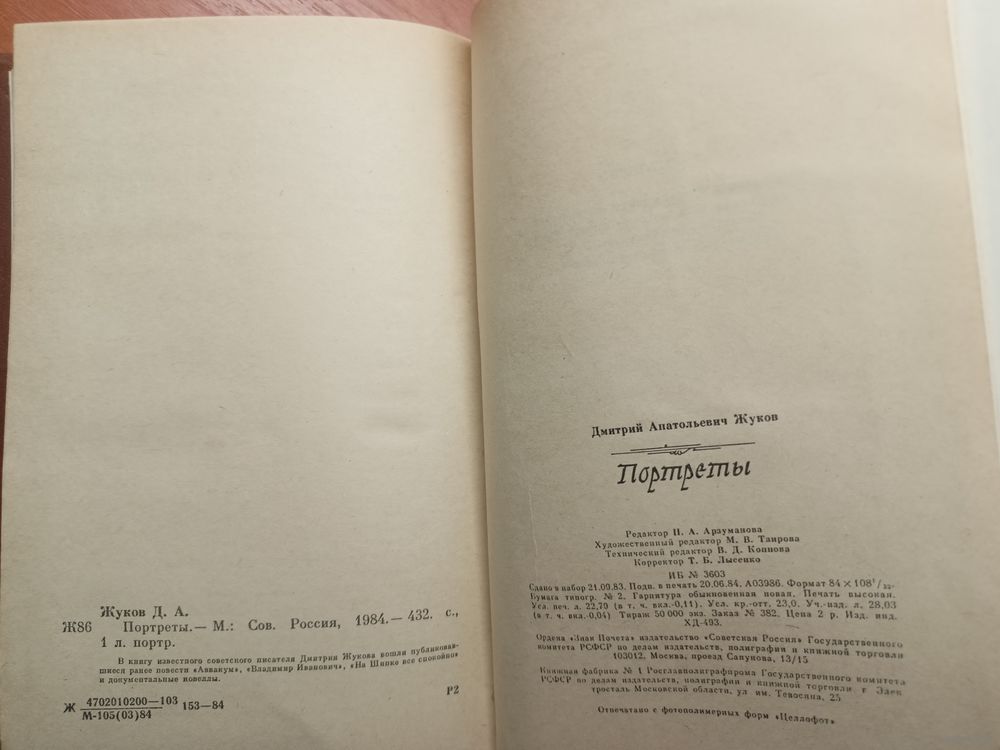 Жуков Д. А.
Ж86 Портреты.— М.: Сов. Россия, 1984.— 432. с.,
1 л. портр.
В книгу известного советского писателя Дмитрия Жукова вошли публиковав-
шиеся ранее повести «Аввакум», «Владимир Иванович», «На Шипке все спокойно»
и документальные новеллы.
Р2
Ж 4702010200—103 153—84
М-105(03)84
Дмитрий Анатольевич Жуков
Портреты
Редактор Н. А. Арзуманова
Художественный редактор М. В. Таирова
Технический редактор В. Д. Коннова
Корректор Т. Б. Лысенко
ИБ № 3603
Сдано в набор 21.09.83. Подп. в печать 20.06.84. А03986. Формат 84 × 108¹/₃₂.
Бумага типогр. № 2. Гарнитура обыкновенная новая. Печать высокая.
Усл. печ. л. 22,79 (в т. ч. вкл.-0,11). Усл. кр.-отт. 23,0. Уч.-изд. л. 28,03
(в т. ч. вкл.-0,04) Тираж 50 000 экз. Заказ № 382. Цена 2 р. Изд. инд.
ХД-493.
Ордена «Знак Почета» издательство «Советская Россия» Государственного
комитета РСФСР по делам издательств, полиграфии и книжной торговли
103012, Москва, проезд Сапунова, 13/15
Книжная фабрика № 1 Росглавполиграфпрома Государственного комитета
РСФСР по делам издательств, полиграфии и книжной торговли г Элек
тросталь Московской области, ул им. Тевосяна, 25
Отпечатано с фотополимерных форм «Целлофот»